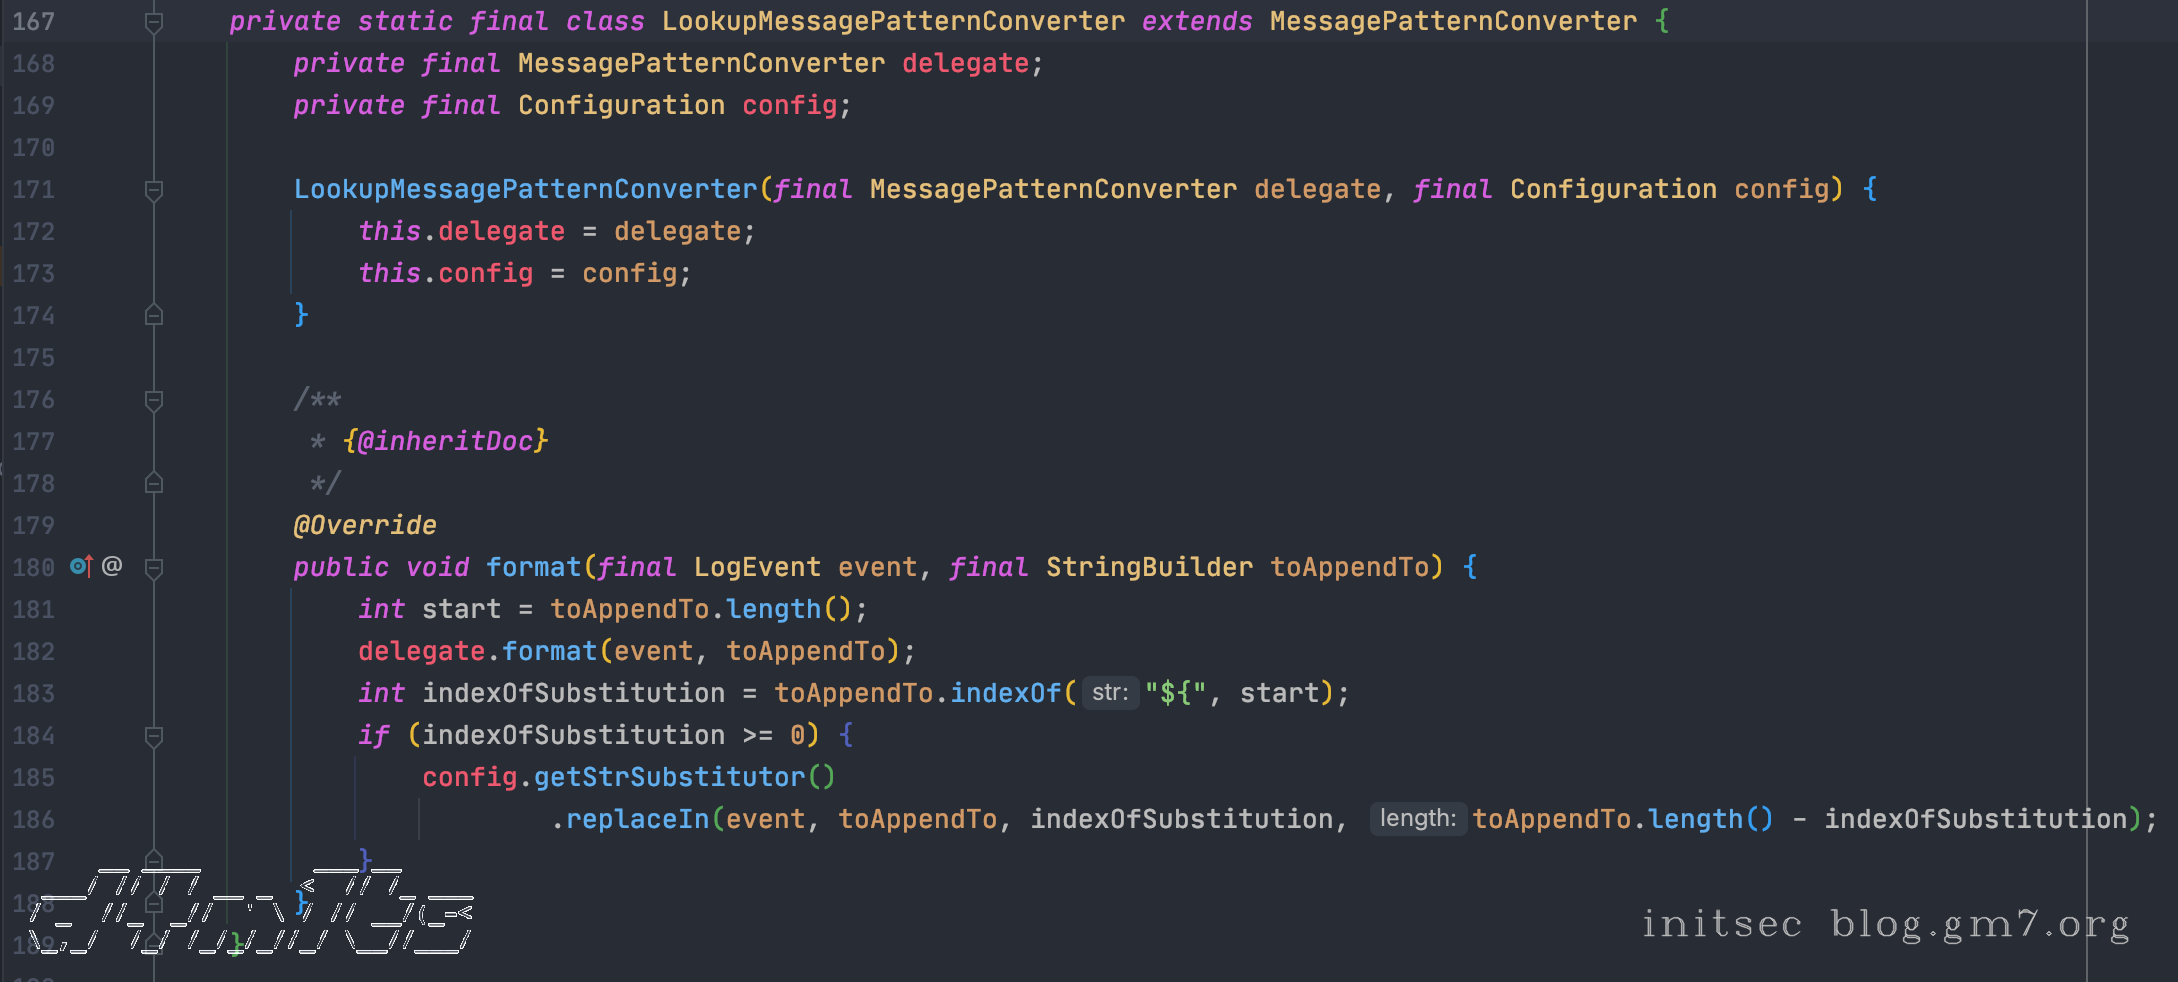 167 private static final class LookupMessagePatternConverter extends MessagePatternConverter {
168 private final MessagePatternConverter delegate;
169 private final Configuration config;
170
171 LookupMessagePatternConverter(final MessagePatternConverter delegate, final Configuration config) {
172 this.delegate = delegate;
173 this.config = config;
174 }
175
176 /**
177 * {@inheritDoc}
178 */
179 @Override
180 @ public void format(final LogEvent event, final StringBuilder toAppendTo) {
181 int start = toAppendTo.length();
182 delegate.format(event, toAppendTo);
183 int indexOfSubstitution = toAppendTo.indexOf( str: "${", start);
184 if (indexOfSubstitution >= 0) {
185 config.getStrSubstitutor()
186 .replaceIn(event, toAppendTo, indexOfSubstitution, length: toAppendTo.length() - indexOfSubstitution);
187 }
188 }
189 }
initsec blog.gm7.org